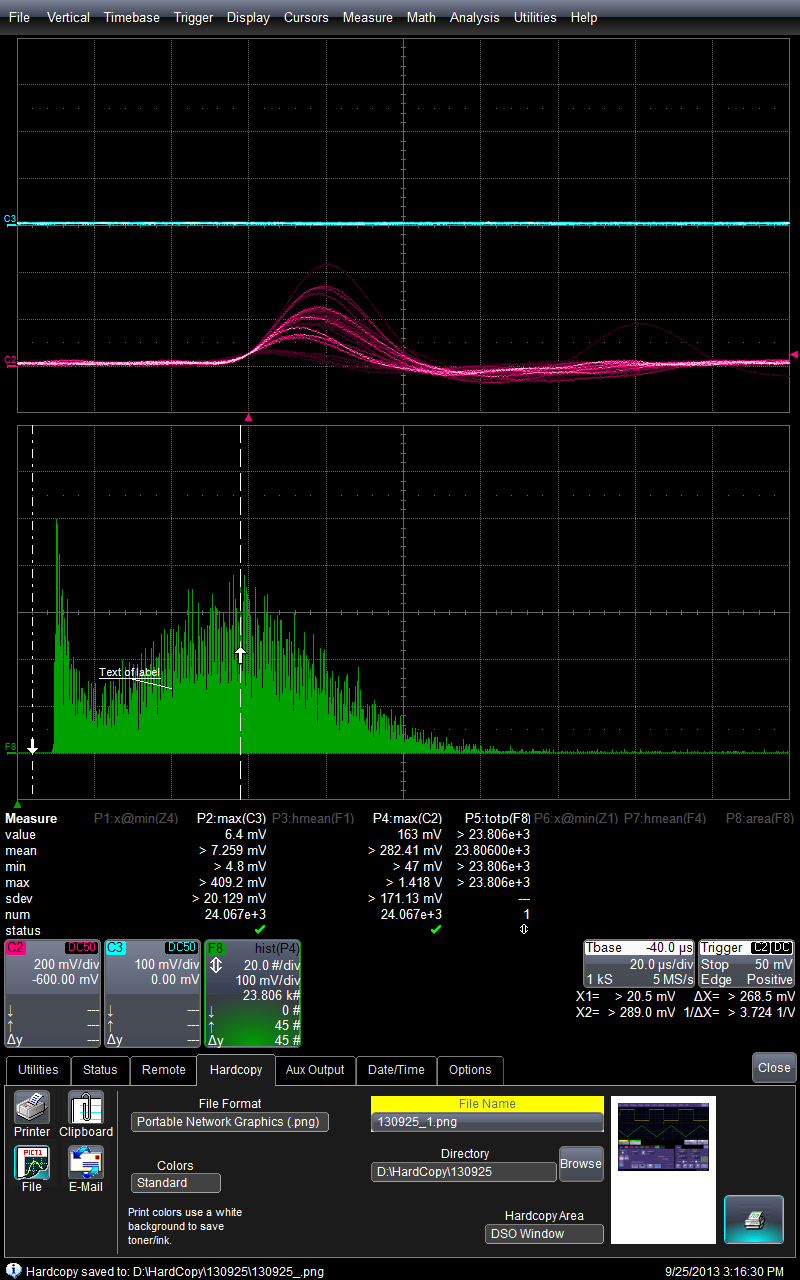 File Vertical Timebase Trigger Display Cursors Measure Math Analysis Utilities Help
C3
C2
Text of label
F8
Measure P1:x@min(Z4) P2:max(C3) P3:hmean(F1) P4:max(C2) P5:totp(F8) P6:x@min(Z1) P7:hmean(F4) P8:area(F8)
value 6.4 mV 163 mV > 23.806e+3
mean > 7.259 mV > 282.41 mV 23.80600e+3
min > 4.8 mV > 47 mV > 23.806e+3
max > 409.2 mV > 1.418 V > 23.806e+3
sdev > 20.129 mV > 171.13 mV ---
num 24.067e+3 24.067e+3 1
status
C2 DC50 C3 DC50 F8 hist(P4) Tbase -40.0 µs Trigger C2 DC
200 mV/div 100 mV/div 20.0 #/div 20.0 µs/div Stop 50 mV
-600.00 mV 0.00 mV 100 mV/div 1 kS 5 MS/s Edge Positive
23.806 k#
X1= > 20.5 mV ΔX= > 268.5 mV
↓ --- ↓ --- ↓ 0 #
X2= > 289.0 mV 1/ΔX= > 3.724 1/V
↑ --- ↑ --- ↑ 45 #
Δy --- Δy --- Δy 45 #
Utilities Status Remote Hardcopy Aux Output Date/Time Options Close
Printer Clipboard
File E-Mail
PICT1
File Format
Portable Network Graphics (.png)
Colors
Standard
Print colors use a white
background to save
toner/ink.
File Name
130925_1.png
Directory
D:\HardCopy\130925
Browse
Hardcopy Area
DSO Window
Hardcopy saved to: D:\HardCopy\130925\130925_.png 9/25/2013 3:16:30 PM